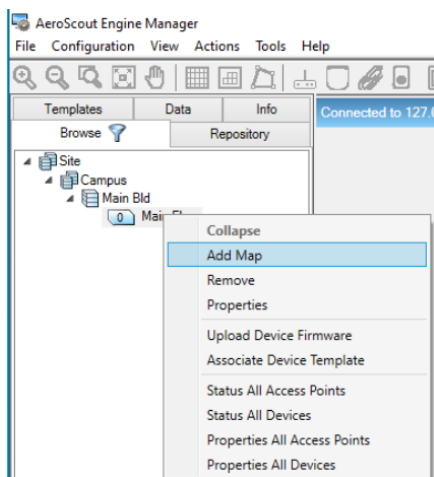 AeroScout Engine Manager
File Configuration View Actions Tools Help
Templates Data Info
Connected to 127.
Browse Repository
Site
Campus
Main Bld
0
Collapse
Add Map
Remove
Properties
Upload Device Firmware
Associate Device Template
Status All Access Points
Status All Devices
Properties All Access Points
Properties All Devices